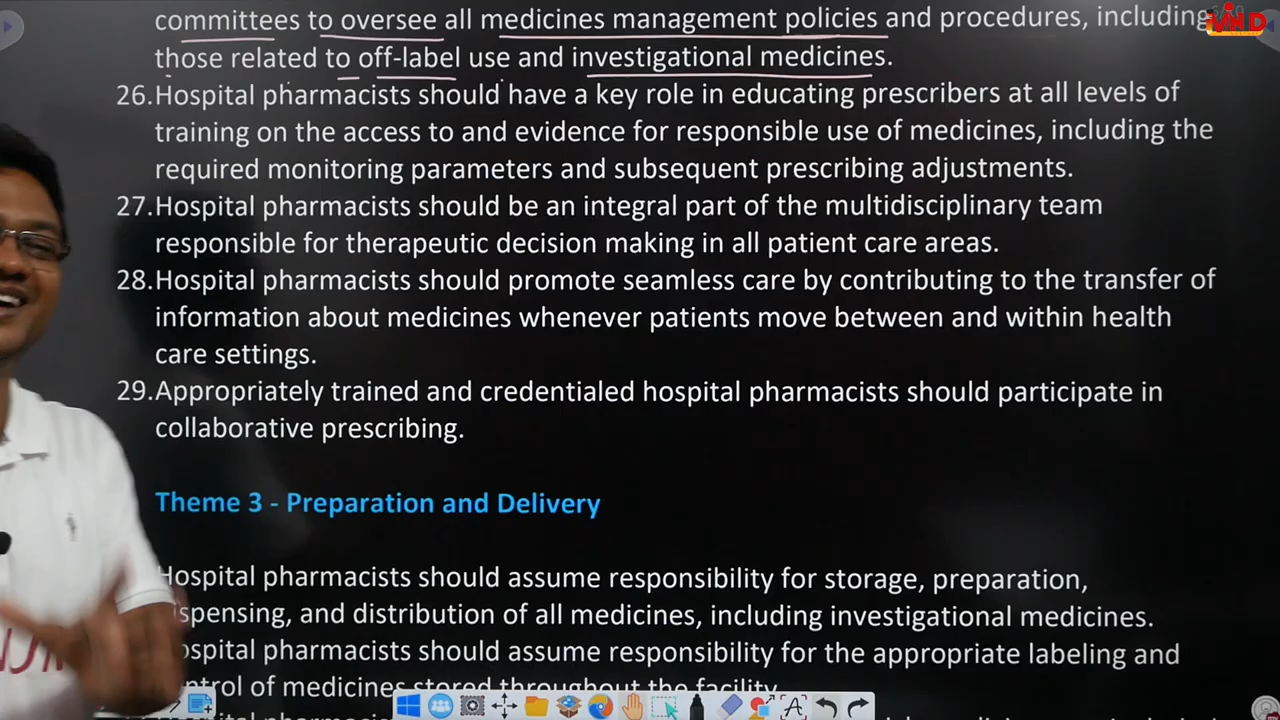 committees to oversee all medicines management policies and procedures, including
those related to off-label use and investigational medicines.
26.Hospital pharmacists should have a key role in educating prescribers at all levels of
training on the access to and evidence for responsible use of medicines, including the
required monitoring parameters and subsequent prescribing adjustments.
27.Hospital pharmacists should be an integral part of the multidisciplinary team
responsible for therapeutic decision making in all patient care areas.
28.Hospital pharmacists should promote seamless care by contributing to the transfer of
information about medicines whenever patients move between and within health
care settings.
29.Appropriately trained and credentialed hospital pharmacists should participate in
collaborative prescribing.
Theme 3 - Preparation and Delivery
Hospital pharmacists should assume responsibility for storage, preparation,
ispensing, and distribution of all medicines, including investigational medicines.
ospital pharmacists should assume responsibility for the appropriate labeling and
ntrol of medicines stored throughout the facility.